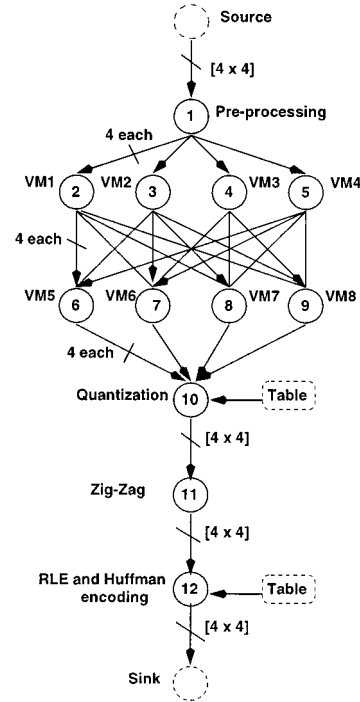 Source
[4 x 4]
1
Pre-processing
4 each
VM1
2
VM2
3
4
VM3
5
VM4
4 each
VM5
6
VM6
7
8
VM7
9
VM8
4 each
Quantization
10
Table
[4 x 4]
Zig-Zag
11
[4 x 4]
RLE and Huffman
encoding
12
Table
[4 x 4]
Sink